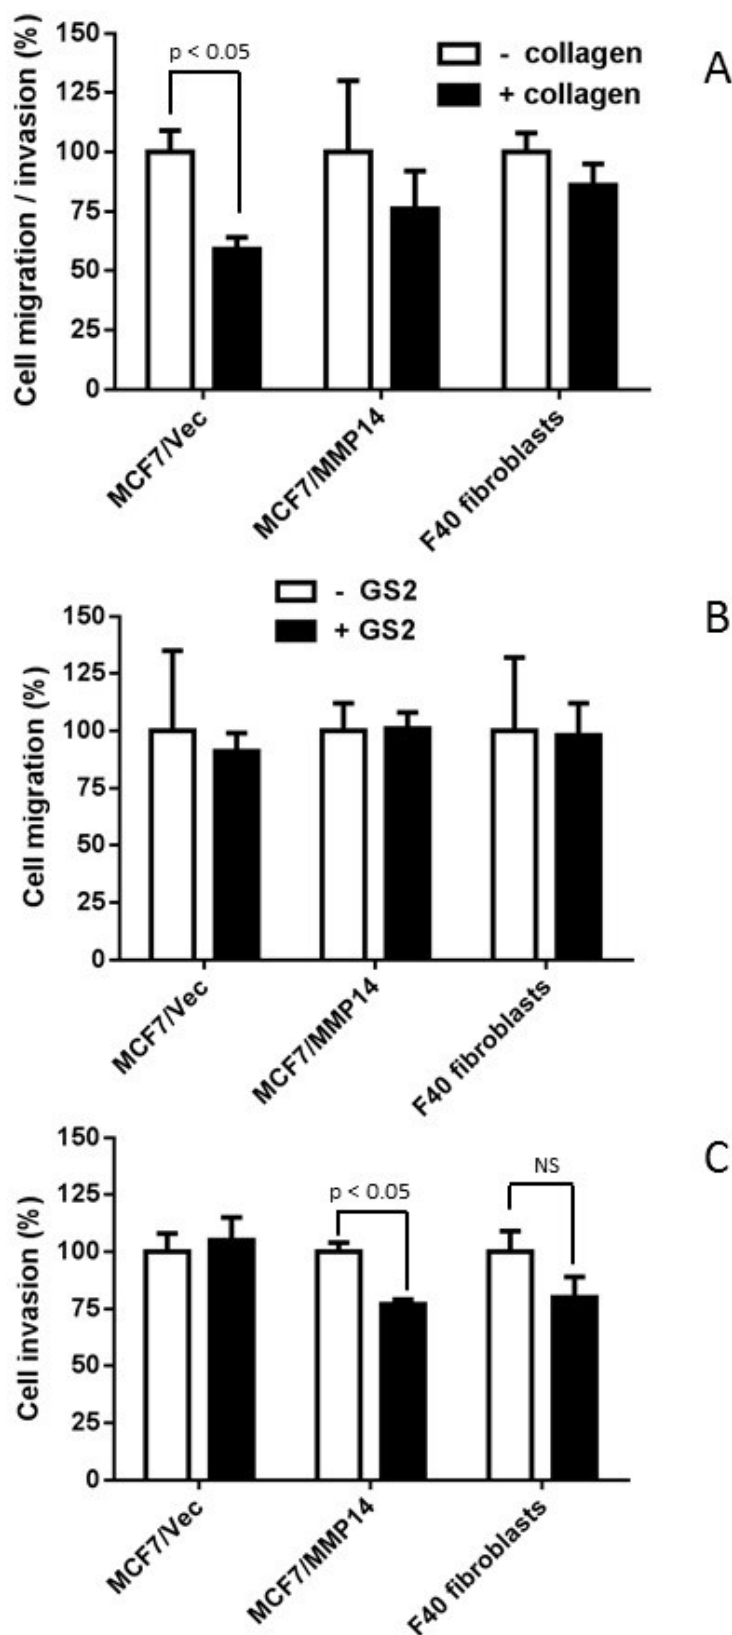 A
- collagen
+ collagen
p < 0.05
Cell migration / invasion (%)
150
125
100
75
50
25
0
MCF7/Vec
MCF7/MMP14
F40 fibroblasts
B
- GS2
+ GS2
Cell migration (%)
150
125
100
75
50
25
0
MCF7/Vec
MCF7/MMP14
F40 fibroblasts
C
p < 0.05
NS
Cell invasion (%)
150
125
100
75
50
25
0
MCF7/Vec
MCF7/MMP14
F40 fibroblasts